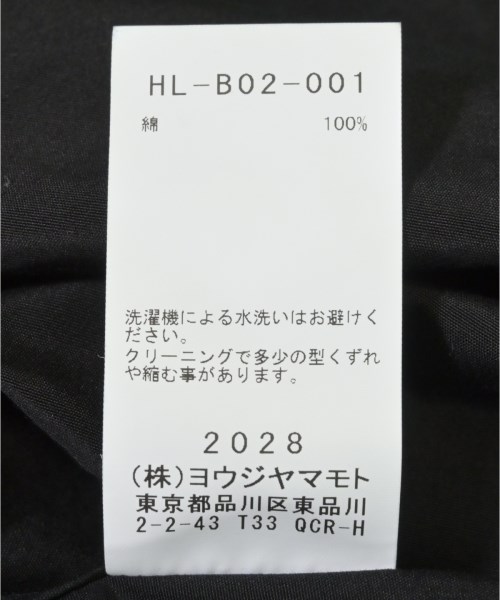 HL-B02-001
綿 100%
洗濯機による水洗いはお避けく
ださい。
クリーニングで多少の型くずれ
や縮む事があります。
2028
(株)ヨウジヤマモト
東京都品川区東品川
2-2-43 T33 QCR-H